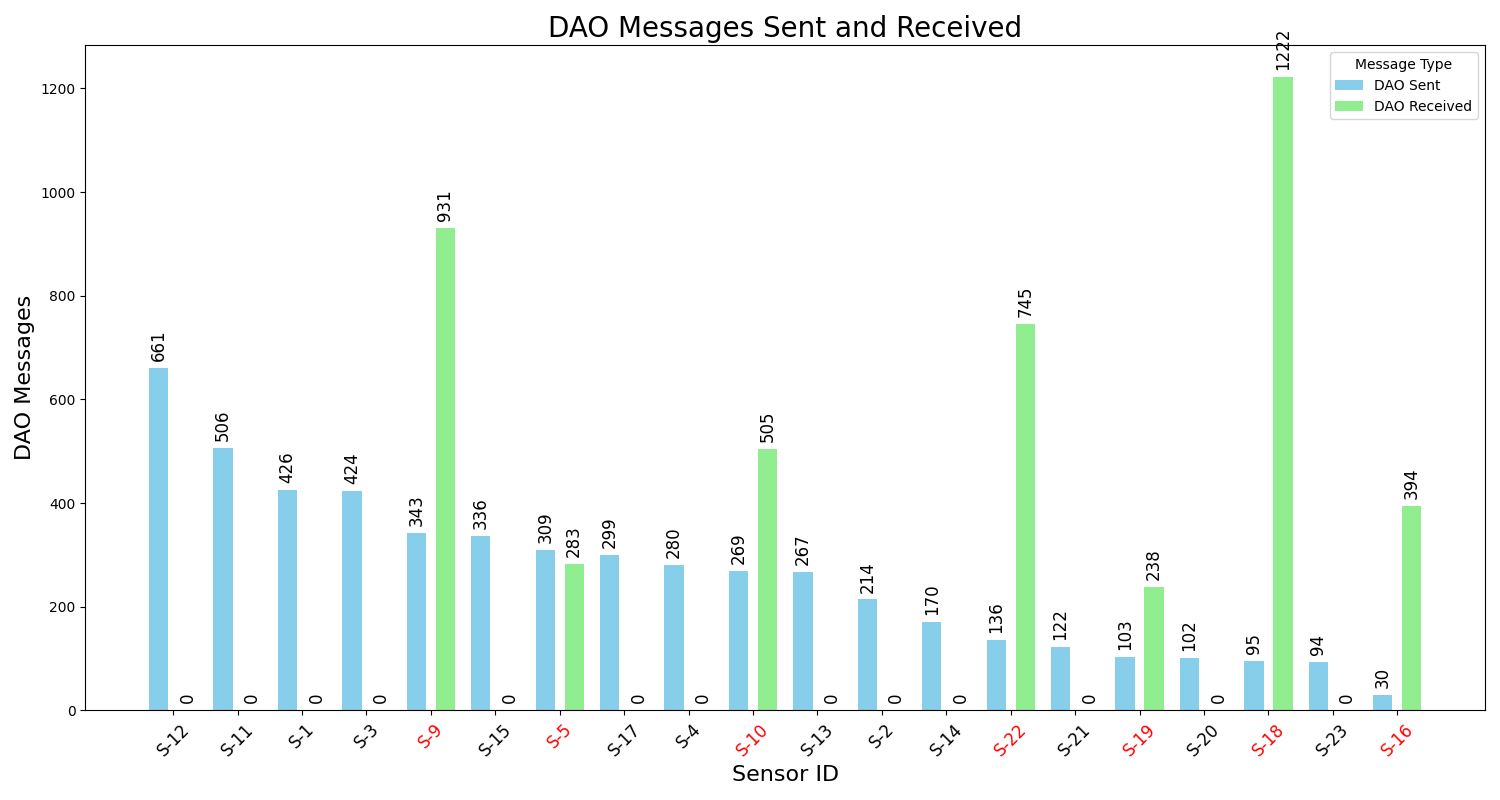 DAO Messages Sent and Received
Message Type
DAO Sent
DAO Received
DAO Messages
1200
1000
800
600
400
200
0
661
0
506
0
426
0
424
0
343
931
336
0
309
283
299
0
280
0
269
505
267
0
214
0
170
0
136
745
122
0
103
238
102
0
95
1222
94
0
30
394
S-12
S-11
S-1
S-3
S-9
S-15
S-5
S-17
S-4
S-10
S-13
S-2
S-14
S-22
S-21
S-19
S-20
S-18
S-23
S-16
Sensor ID